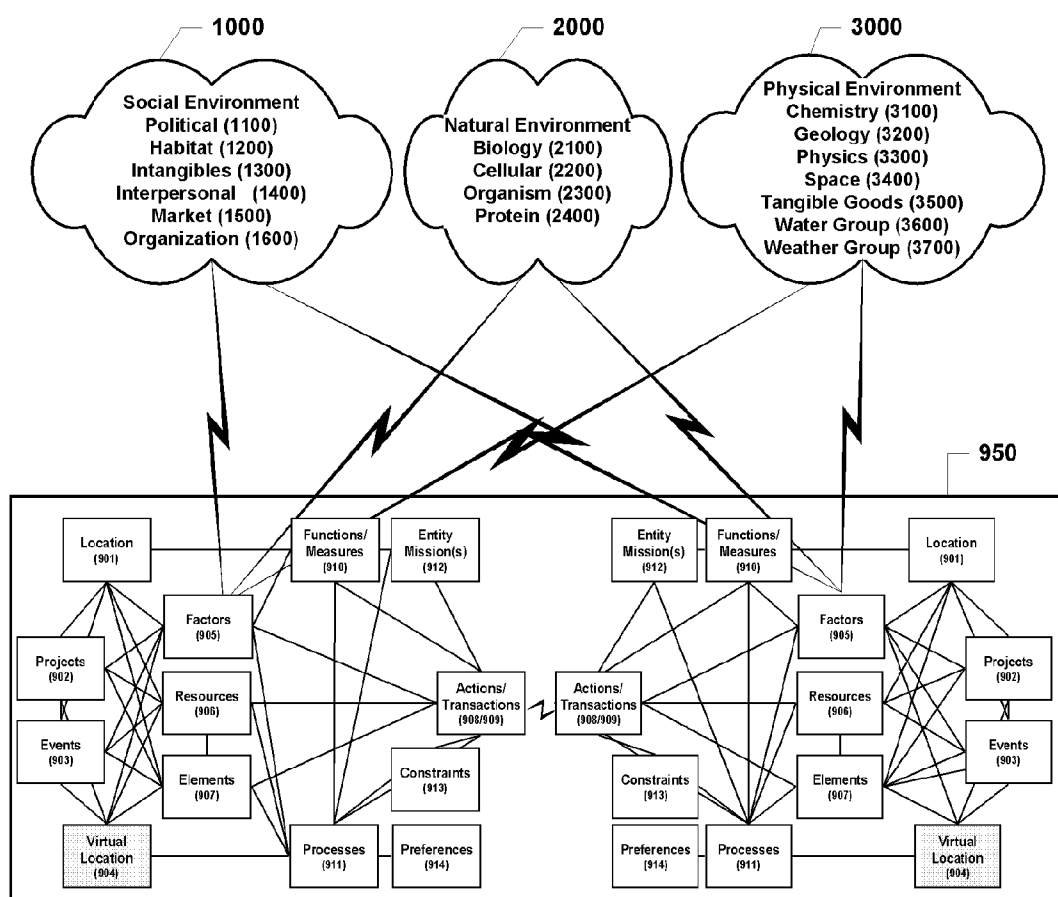 1000
2000
3000
Social Environment
Political (1100)
Habitat (1200)
Intangibles (1300)
Interpersonal (1400)
Market (1500)
Organization (1600)
Natural Environment
Biology (2100)
Cellular (2200)
Organism (2300)
Protein (2400)
Physical Environment
Chemistry (3100)
Geology (3200)
Physics (3300)
Space (3400)
Tangible Goods (3500)
Water Group (3600)
Weather Group (3700)
950
Location
(901)
Functions/
Measures
(910)
Entity
Mission(s)
(912)
Factors
(905)
Projects
(902)
Resources
(906)
Actions/
Transactions
(908/909)
Events
(903)
Elements
(907)
Constraints
(913)
Virtual
Location
(904)
Processes
(911)
Preferences
(914)
Entity
Mission(s)
(912)
Functions/
Measures
(910)
Location
(901)
Factors
(905)
Projects
(902)
Actions/
Transactions
(908/909)
Resources
(906)
Events
(903)
Constraints
(913)
Elements
(907)
Preferences
(914)
Processes
(911)
Virtual
Location
(904)